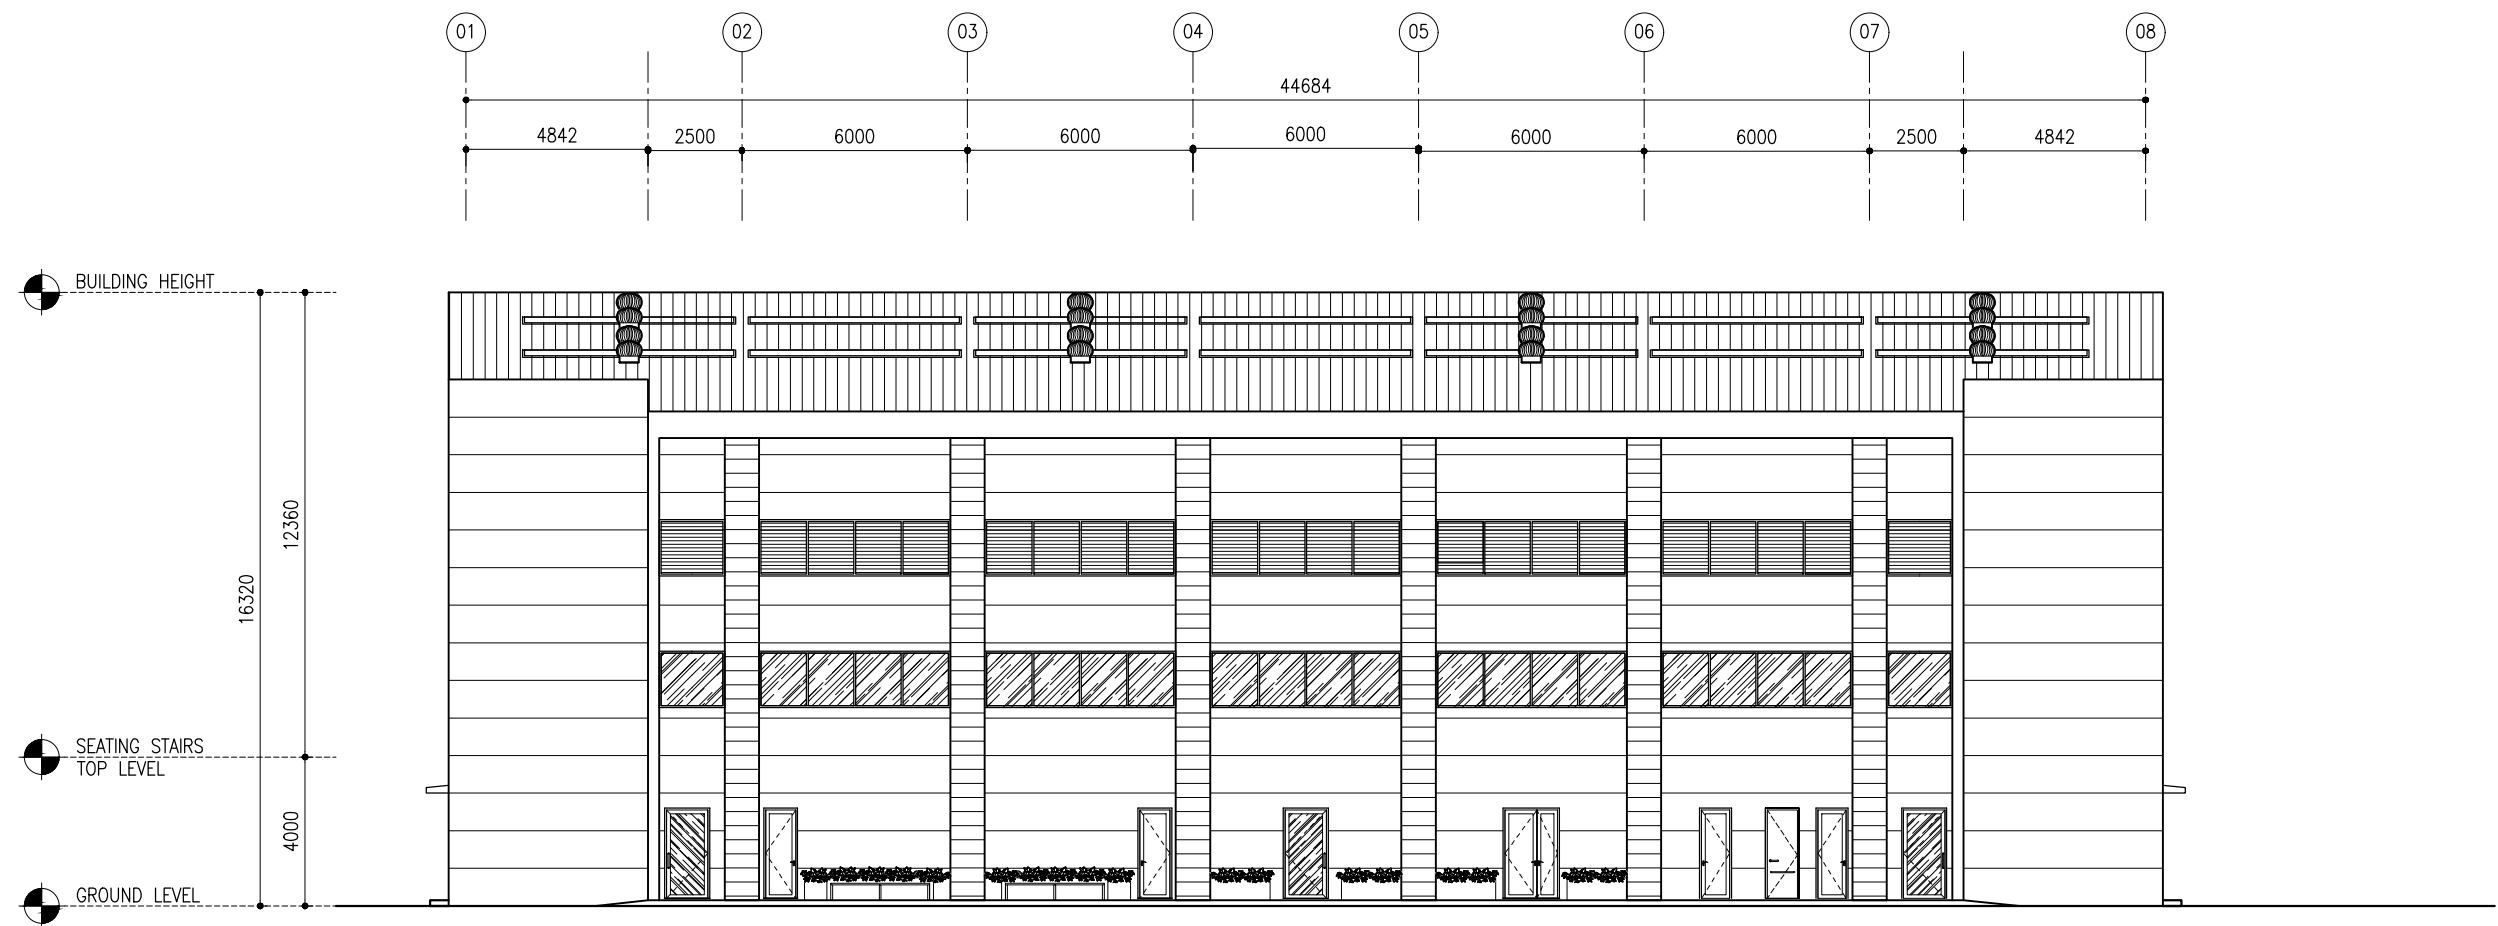 01 02 03 04 05 06 07 08
44684
4842 2500 6000 6000 6000 6000 6000 2500 4842
BUILDING HEIGHT
12360
16320
SEATING STAIRS
TOP LEVEL
4000
GROUND LEVEL